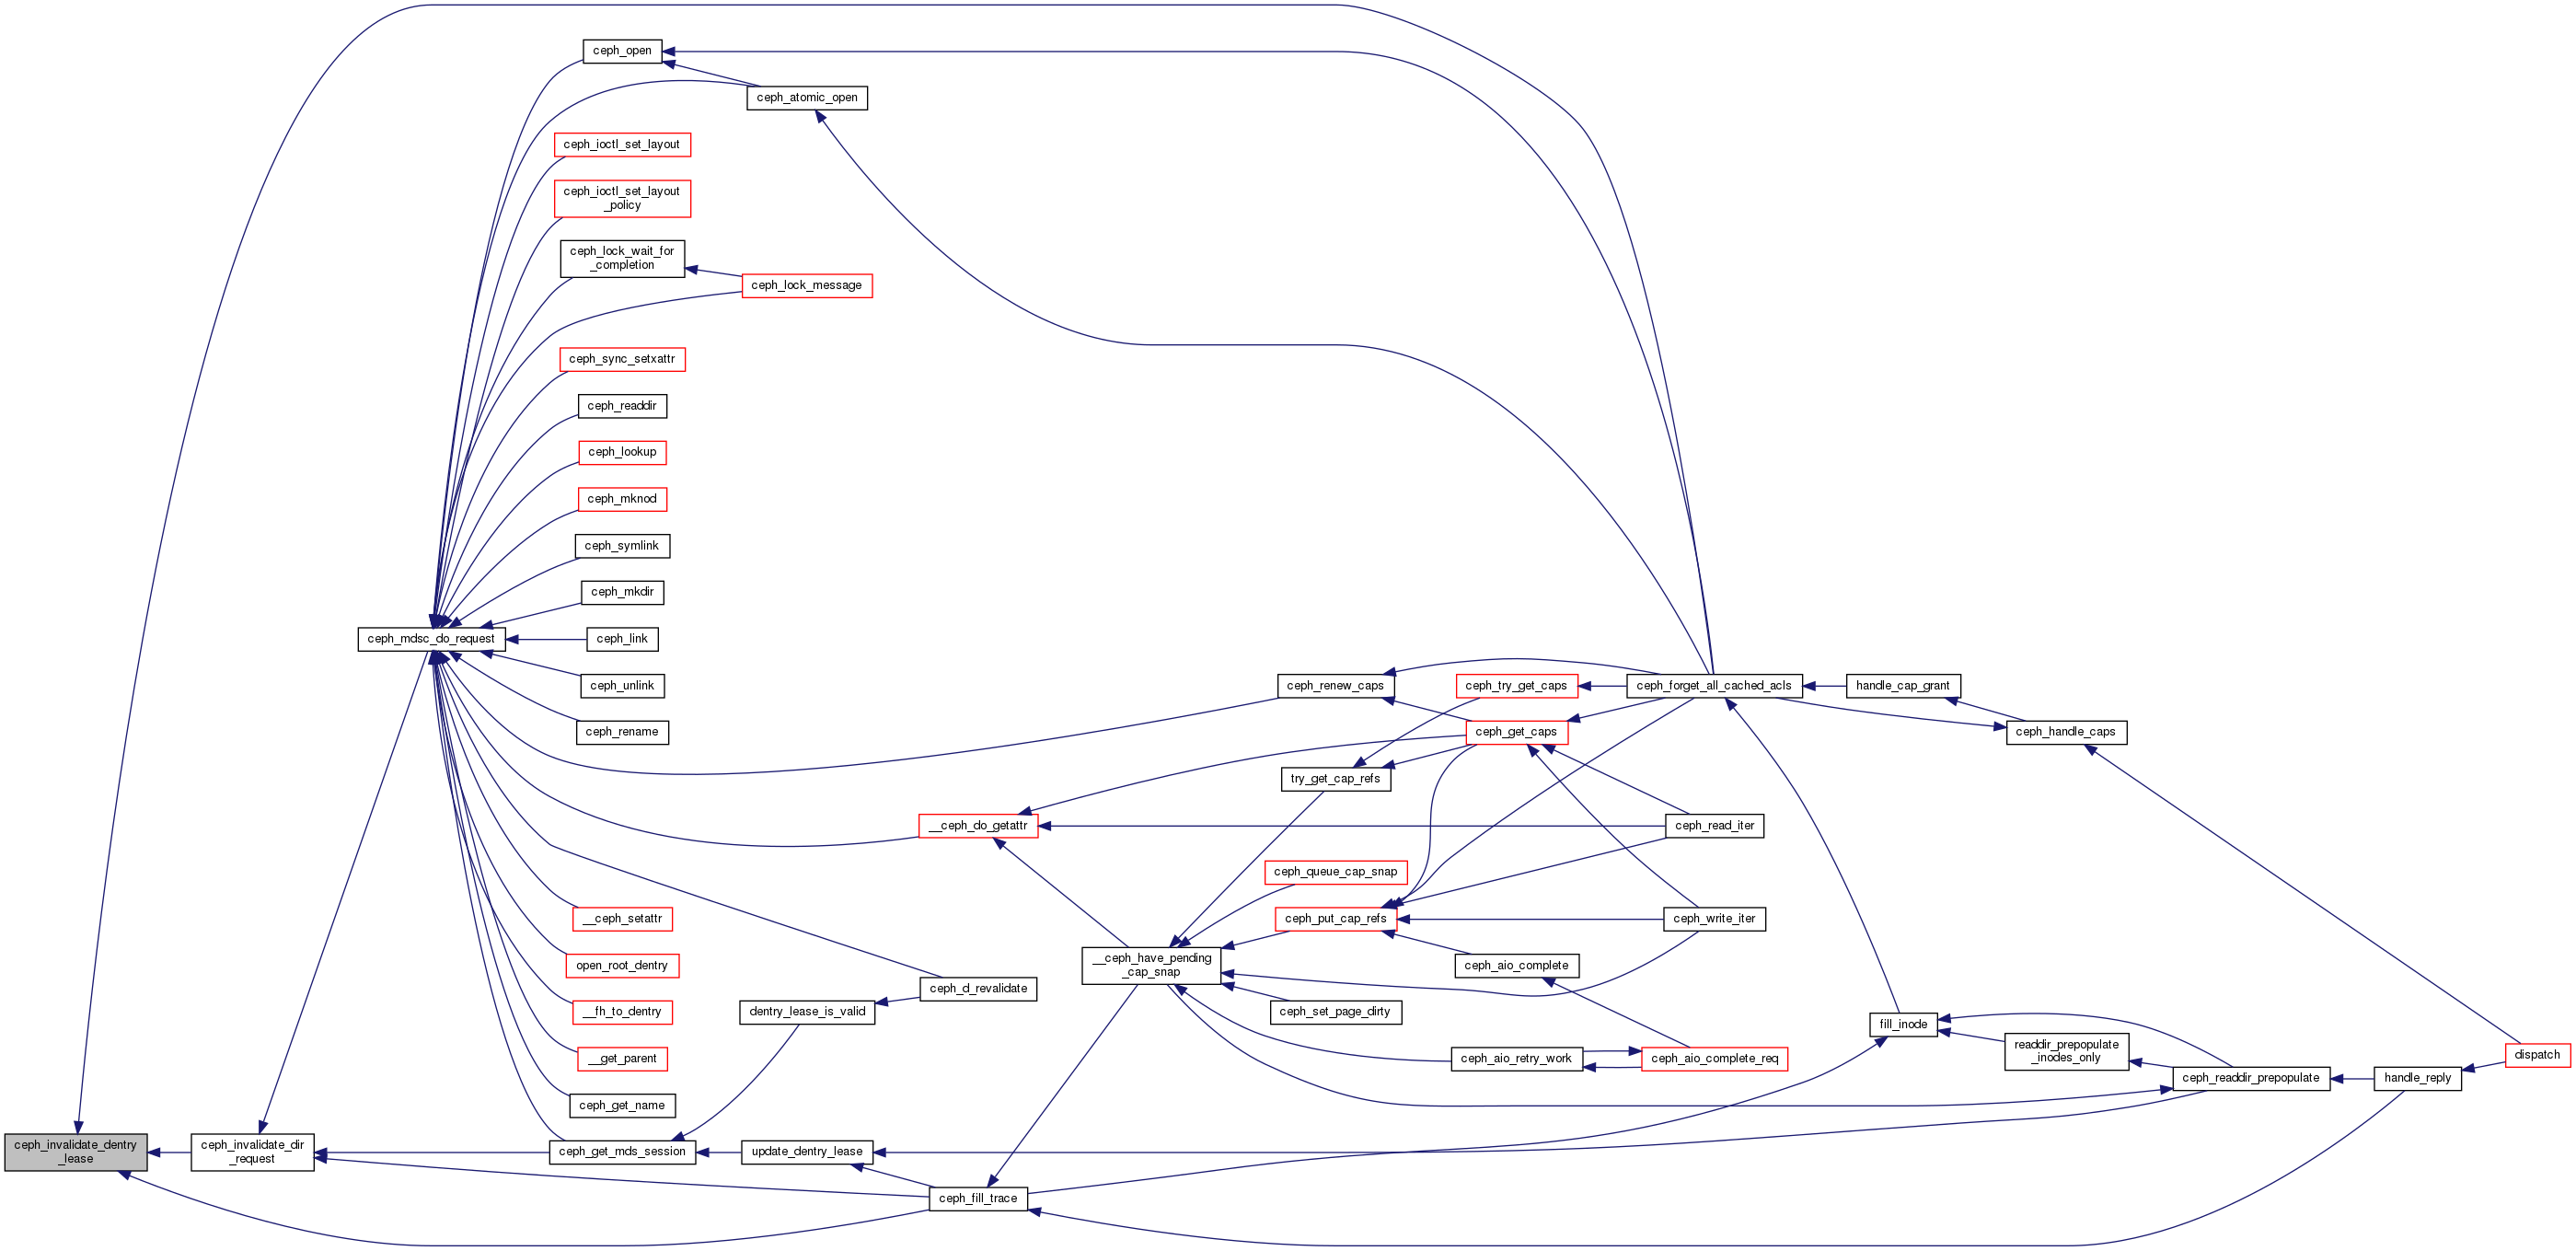 ceph_open
ceph_atomic_open
ceph_ioctl_set_layout
ceph_ioctl_set_layout
_policy
ceph_lock_wait_for
_completion
ceph_lock_message
ceph_sync_setxattr
ceph_readdir
ceph_lookup
ceph_mknod
ceph_symlink
ceph_mkdir
ceph_mdsc_do_request
ceph_link
ceph_unlink
ceph_rename
ceph_renew_caps
ceph_try_get_caps
ceph_forget_all_cached_acls
handle_cap_grant
ceph_get_caps
ceph_handle_caps
try_get_cap_refs
__ceph_do_getattr
ceph_read_iter
ceph_queue_cap_snap
__ceph_setattr
ceph_put_cap_refs
ceph_write_iter
open_root_dentry
__ceph_have_pending
_cap_snap
ceph_aio_complete
ceph_d_revalidate
__fh_to_dentry
dentry_lease_is_valid
ceph_set_page_dirty
fill_inode
__get_parent
ceph_aio_retry_work
ceph_aio_complete_req
readdir_prepopulate
_inodes_only
dispatch
ceph_get_name
ceph_readdir_prepopulate
handle_reply
ceph_invalidate_dentry
_lease
ceph_invalidate_dir
_request
ceph_get_mds_session
update_dentry_lease
ceph_fill_trace